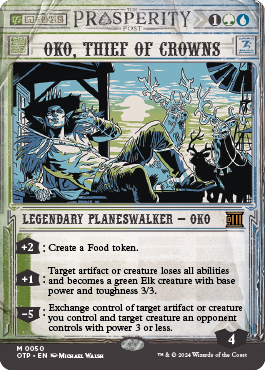 THE
PROSPERITY
POST
1
OKO, THIEF OF CROWNS
LEGENDARY PLANESWALKER – OKO
+2 : Create a Food token.
+1 : Target artifact or creature loses all abilities
and becomes a green Elk creature with base
power and toughness 3/3.
−5 : Exchange control of target artifact or creature
you control and target creature an opponent
controls with power 3 or less.
4
M 0050
OTP • EN Michael Walsh
™ & © 2024 Wizards of the Coast